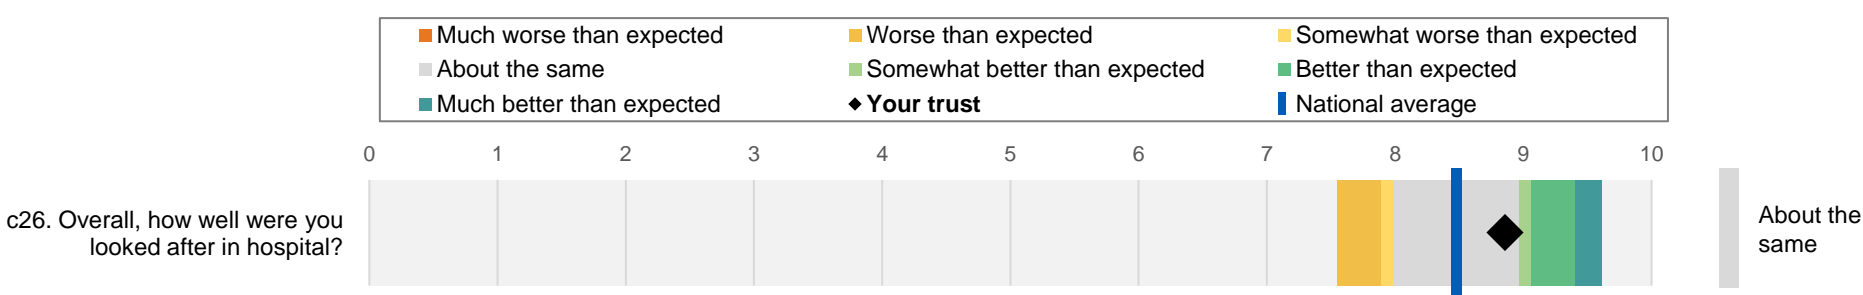 Much worse than expected
Worse than expected
Somewhat worse than expected
About the same
Somewhat better than expected
Better than expected
Much better than expected
Your trust
National average
0 1 2 3 4 5 6 7 8 9 10
c26. Overall, how well were you
looked after in hospital?
About the
same